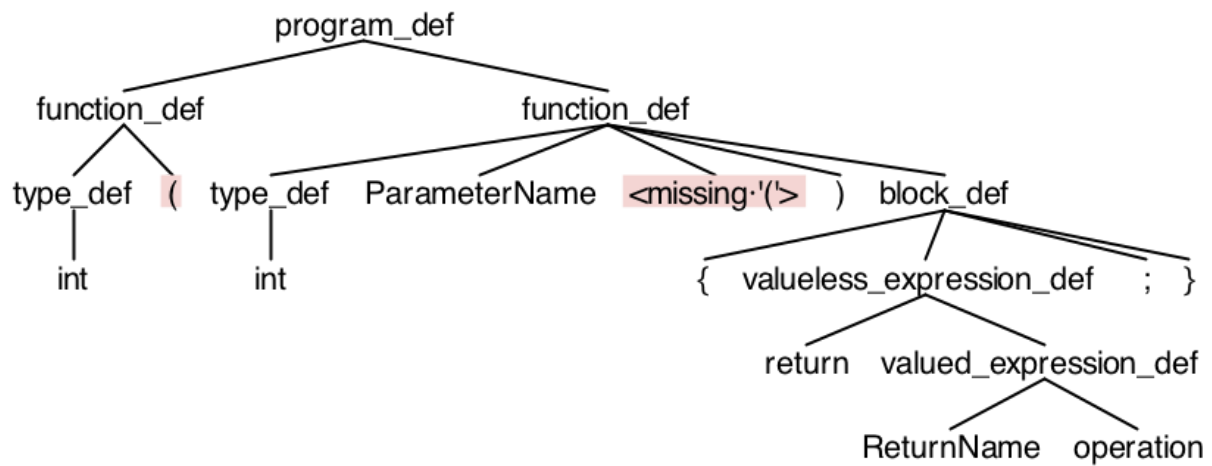 program_def
function_def function_def
type_def ( type_def ParameterName <missing·'('> ) block_def
int int { valueless_expression_def ; }
return valued_expression_def
ReturnName operation